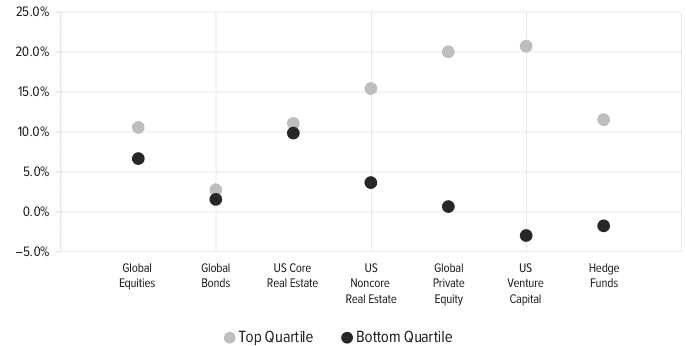 25.0%
20.0%
15.0%
10.0%
5.0%
0.0%
–5.0%
Global
Equities
Global
Bonds
US Core
Real Estate
US
Noncore
Real Estate
Global
Private
Equity
US
Venture
Capital
Hedge
Funds
Top Quartile
Bottom Quartile